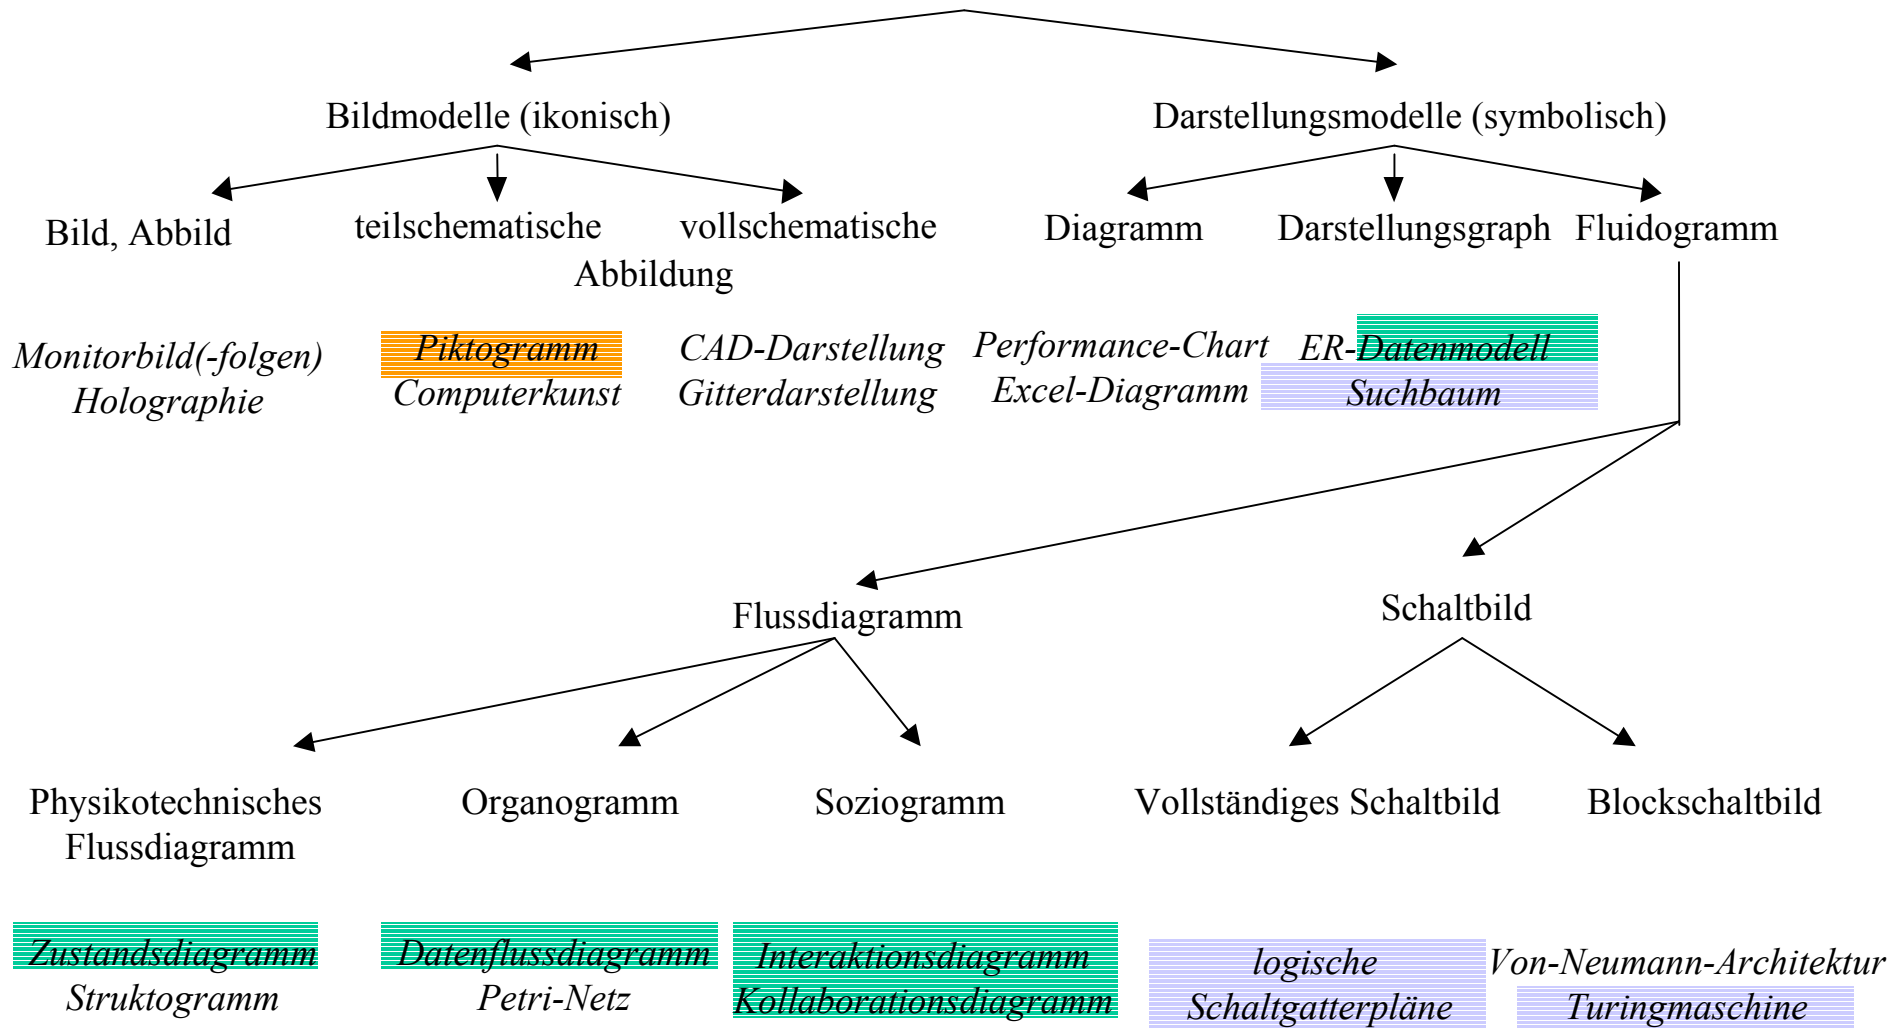 Bildmodelle (ikonisch)
Darstellungsmodelle (symbolisch)
Bild, Abbild
teilschematische
vollschematische
Abbildung
Diagramm
Darstellungsgraph
Fluidogramm
Monitorbild(-folgen)
Holographie
Piktogramm
Computerkunst
CAD-Darstellung
Gitterdarstellung
Performance-Chart
Excel-Diagramm
ER-Datenmodell
Suchbaum
Flussdiagramm
Schaltbild
Physikotechnisches
Flussdiagramm
Organogramm
Soziogramm
Vollständiges Schaltbild
Blockschaltbild
Zustandsdiagramm
Struktogramm
Datenflussdiagramm
Petri-Netz
Interaktionsdiagramm
Kollaborationsdiagramm
logische
Schaltgatterpläne
Von-Neumann-Architektur
Turingmaschine